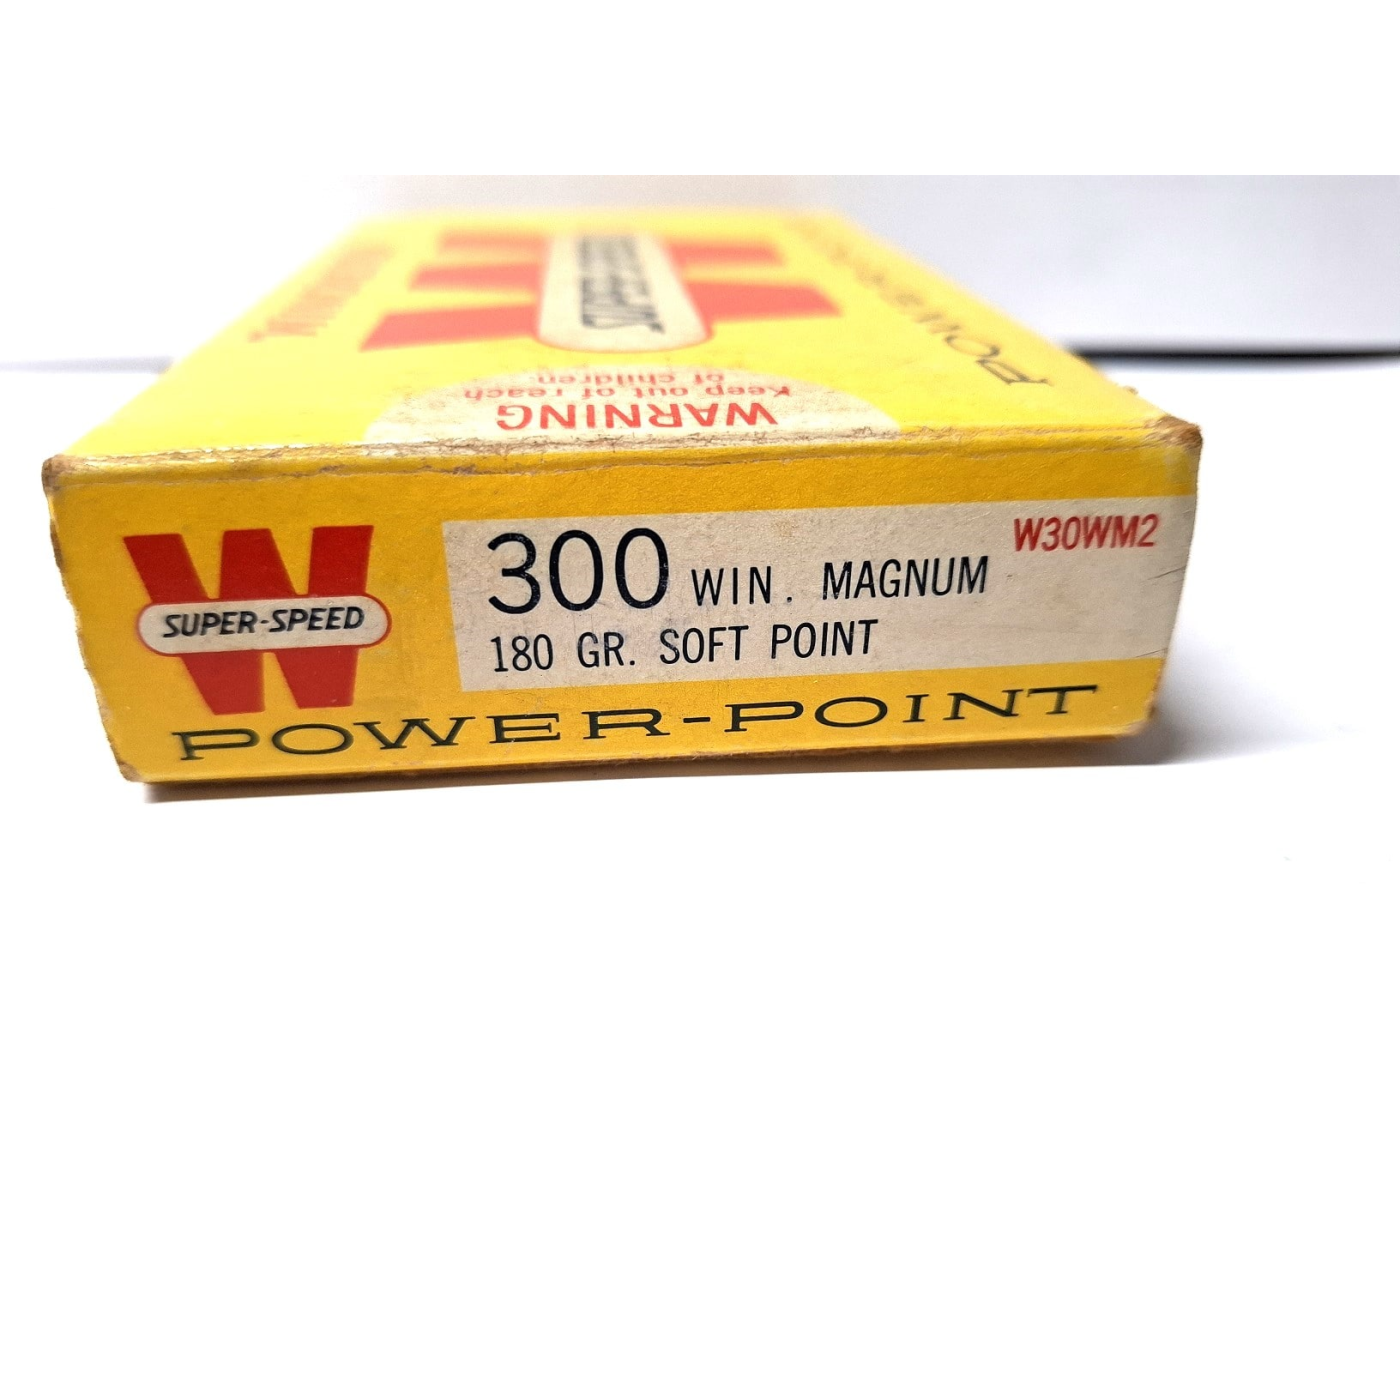 POWER-POINT
SUPER-SPEED
WARNING
Keep out of reach
of children.
W30WM2
300 WIN. MAGNUM
180 GR. SOFT POINT
SUPER-SPEED
POWER-POINT